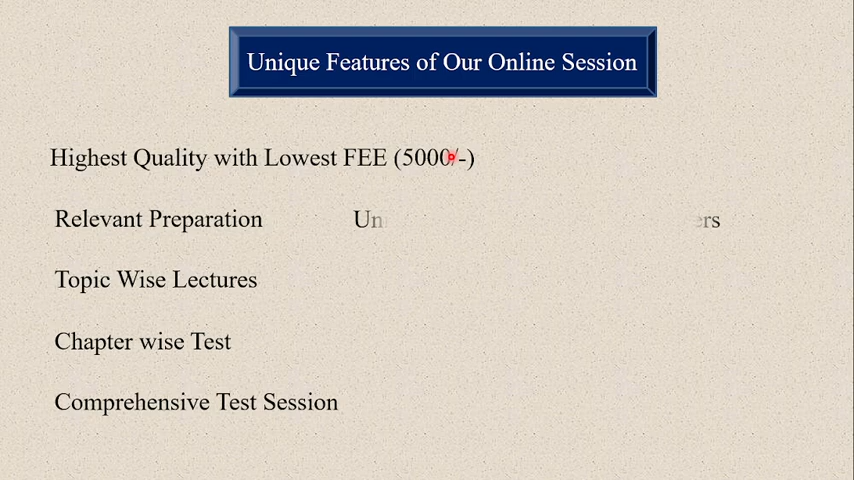 Unique Features of Our Online Session
Highest Quality with Lowest FEE (5000/-)
Relevant Preparation
Topic Wise Lectures
Chapter wise Test
Comprehensive Test Session